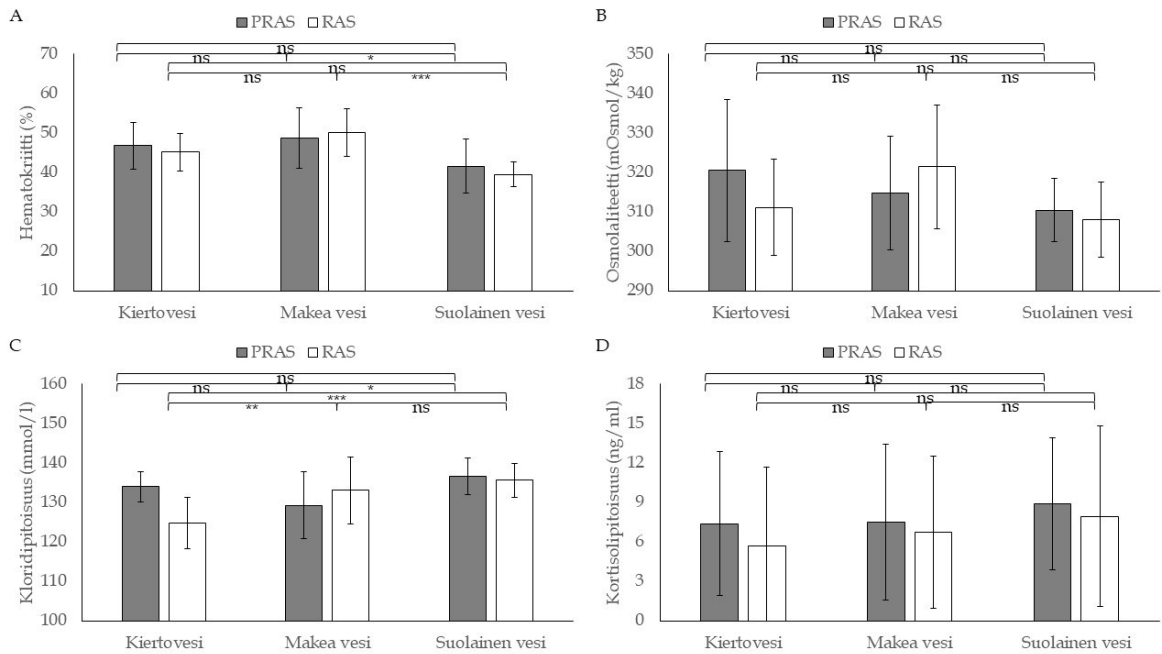 A
PRAS RAS
Hematokriitti (%)
70
60
50
40
30
20
10
ns
ns *
ns
ns ***
Kiertovesi Makea vesi Suolainen vesi
B
PRAS RAS
Osmolaliteetti (mOsmol/kg)
350
340
330
320
310
300
290
ns
ns ns
ns
ns ns
Kiertovesi Makea vesi Suolainen vesi
C
PRAS RAS
Kloridipitoisuus (mmol/l)
160
150
140
130
120
110
100
ns
ns *
***
** ns
Kiertovesi Makea vesi Suolainen vesi
D
PRAS RAS
Kortisolipitoisuus (ng/ml)
18
15
12
9
6
3
0
ns
ns ns
ns
ns ns
Kiertovesi Makea vesi Suolainen vesi